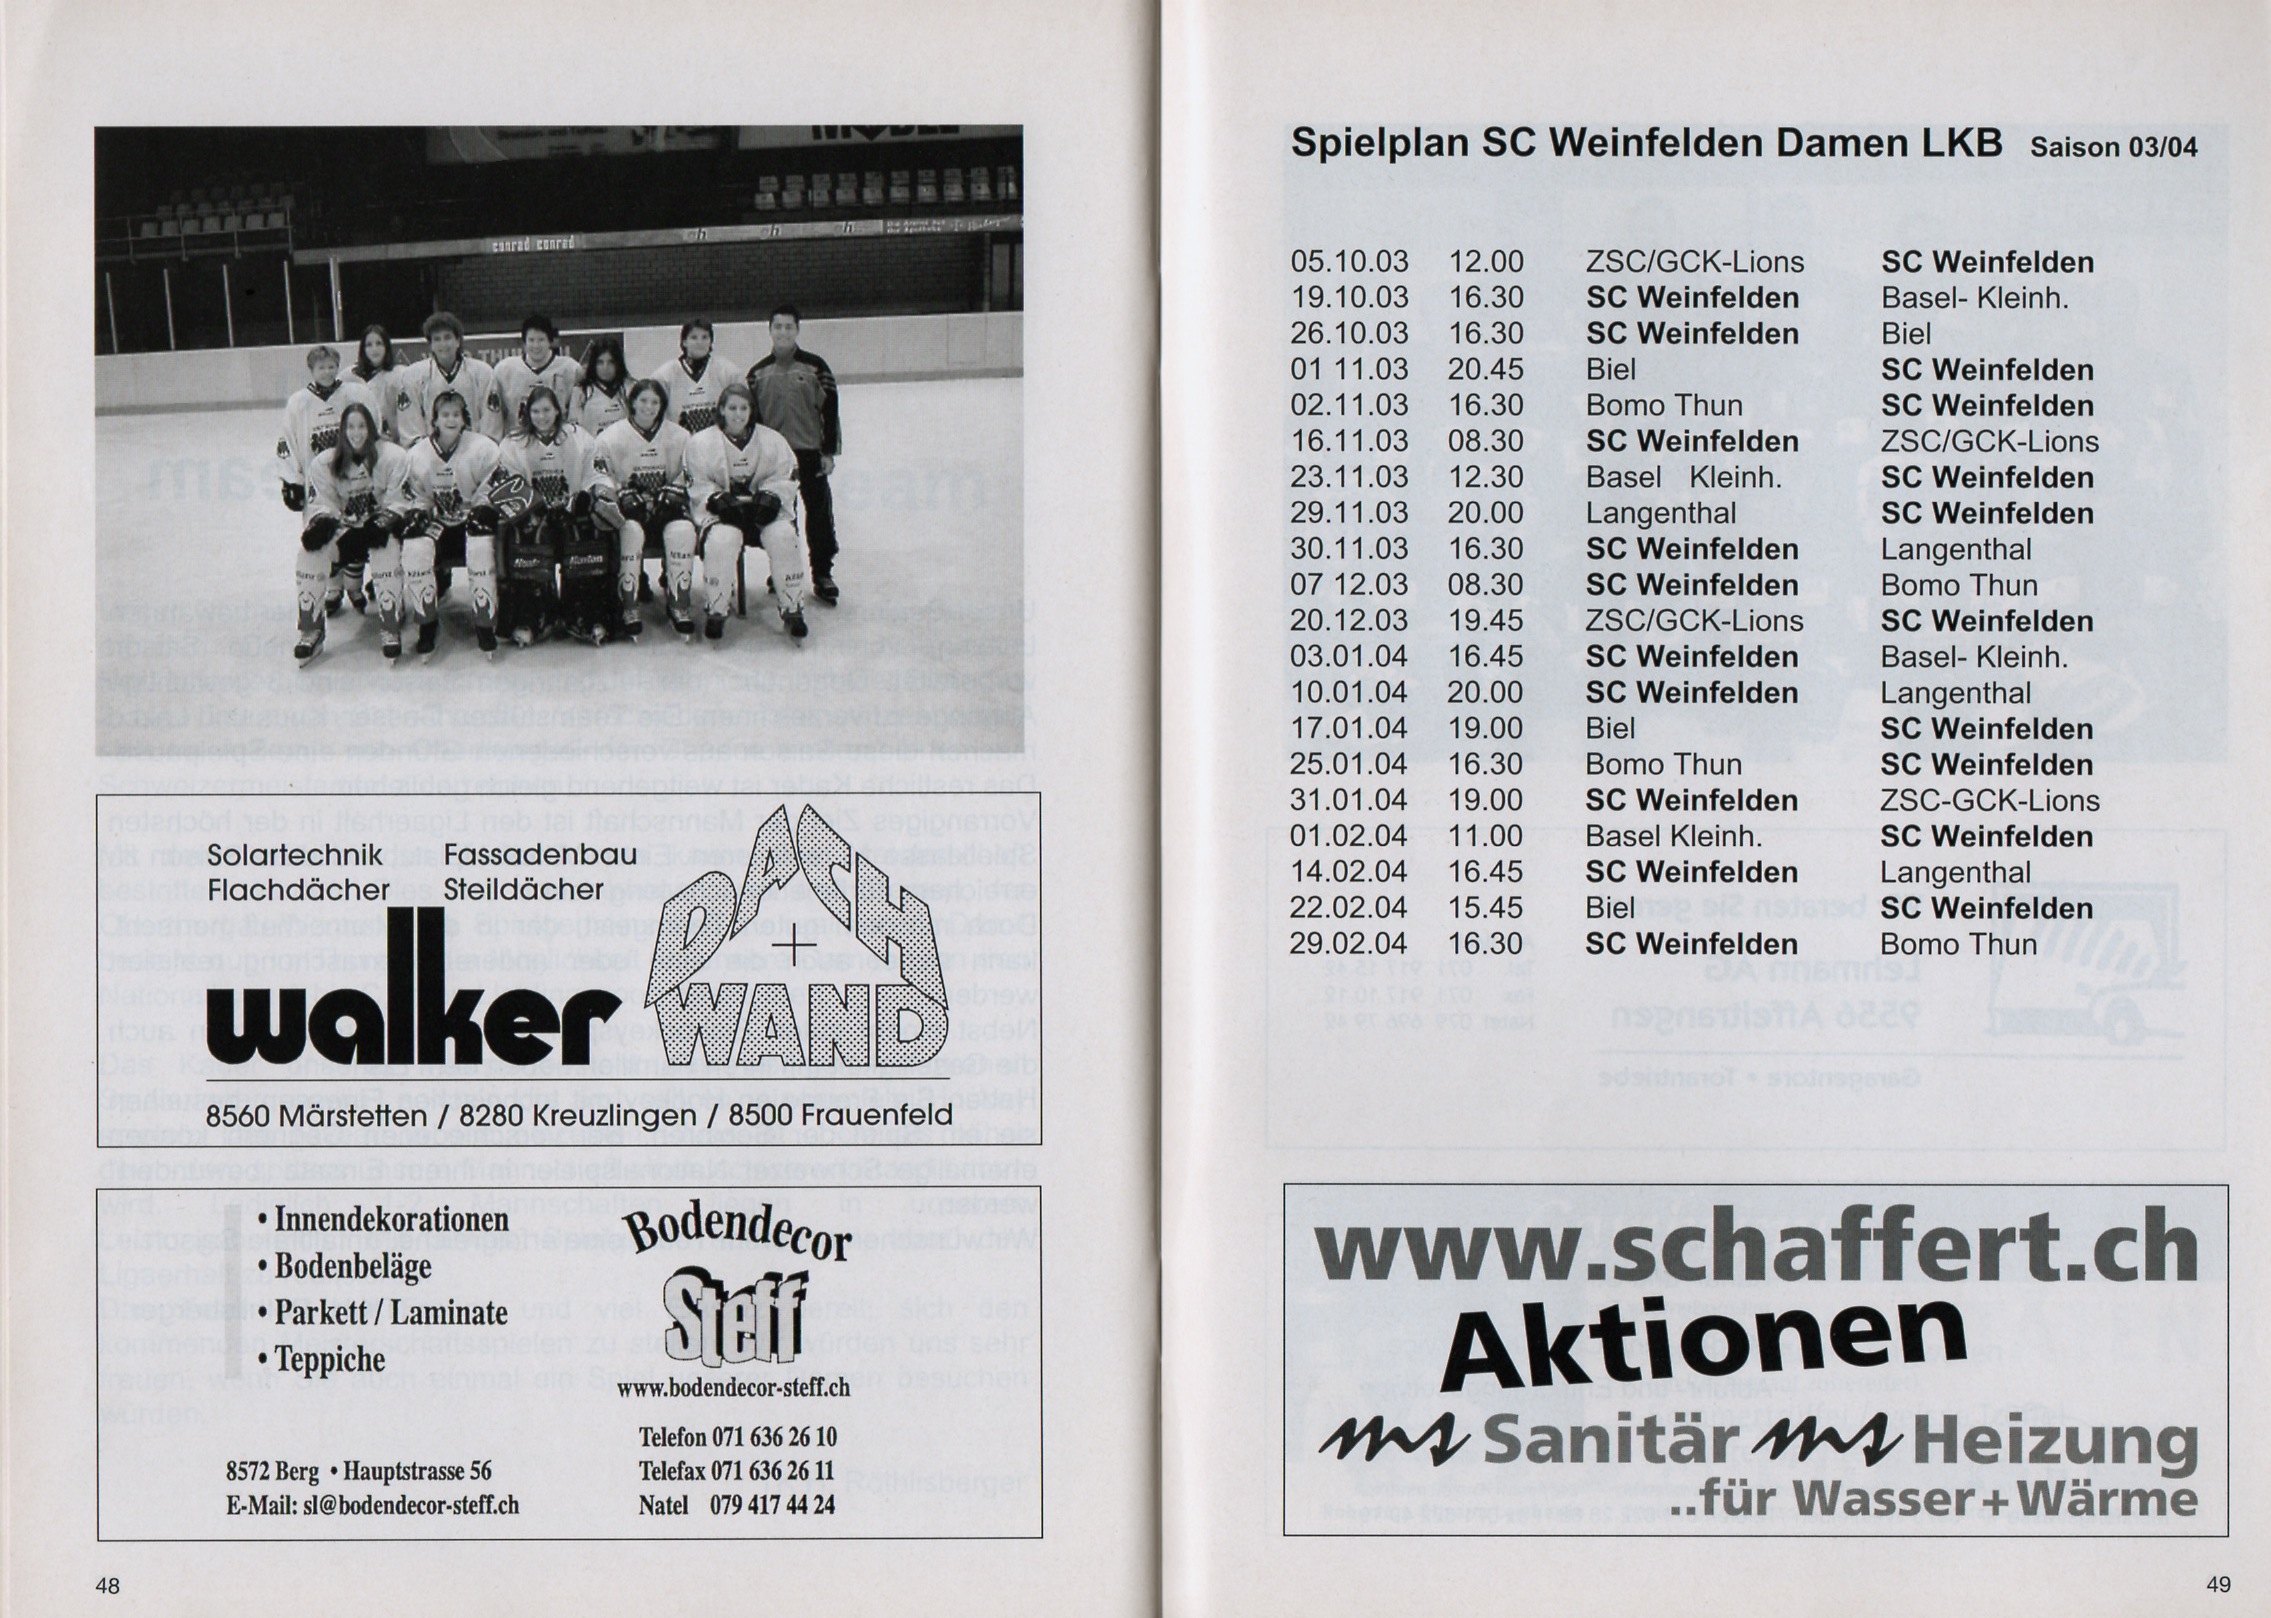 conrad conrad
Solartechnik Fassadenbau
Flachdächer Steildächer
walker
DACH
+
WAND
8560 Märstetten / 8280 Kreuzlingen / 8500 Frauenfeld
• Innendekorationen
• Bodenbeläge
• Parkett / Laminate
• Teppiche
8572 Berg • Hauptstrasse 56
E-Mail: sl@bodendecor-steff.ch
Bodendecor
Steff
www.bodendecor-steff.ch
Telefon 071 636 26 10
Telefax 071 636 26 11
Natel 079 417 44 24
48
Spielplan SC Weinfelden Damen LKB Saison 03/04
05.10.03 12.00 ZSC/GCK-Lions SC Weinfelden
19.10.03 16.30 SC Weinfelden Basel- Kleinh.
26.10.03 16.30 SC Weinfelden Biel
01 11.03 20.45 Biel SC Weinfelden
02.11.03 16.30 Bomo Thun SC Weinfelden
16.11.03 08.30 SC Weinfelden ZSC/GCK-Lions
23.11.03 12.30 Basel Kleinh. SC Weinfelden
29.11.03 20.00 Langenthal SC Weinfelden
30.11.03 16.30 SC Weinfelden Langenthal
07 12.03 08.30 SC Weinfelden Bomo Thun
20.12.03 19.45 ZSC/GCK-Lions SC Weinfelden
03.01.04 16.45 SC Weinfelden Basel- Kleinh.
10.01.04 20.00 SC Weinfelden Langenthal
17.01.04 19.00 Biel SC Weinfelden
25.01.04 16.30 Bomo Thun SC Weinfelden
31.01.04 19.00 SC Weinfelden ZSC-GCK-Lions
01.02.04 11.00 Basel Kleinh. SC Weinfelden
14.02.04 16.45 SC Weinfelden Langenthal
22.02.04 15.45 Biel SC Weinfelden
29.02.04 16.30 SC Weinfelden Bomo Thun
www.schaffert.ch
Aktionen
ms Sanitär ms Heizung
...für Wasser+Wärme
49